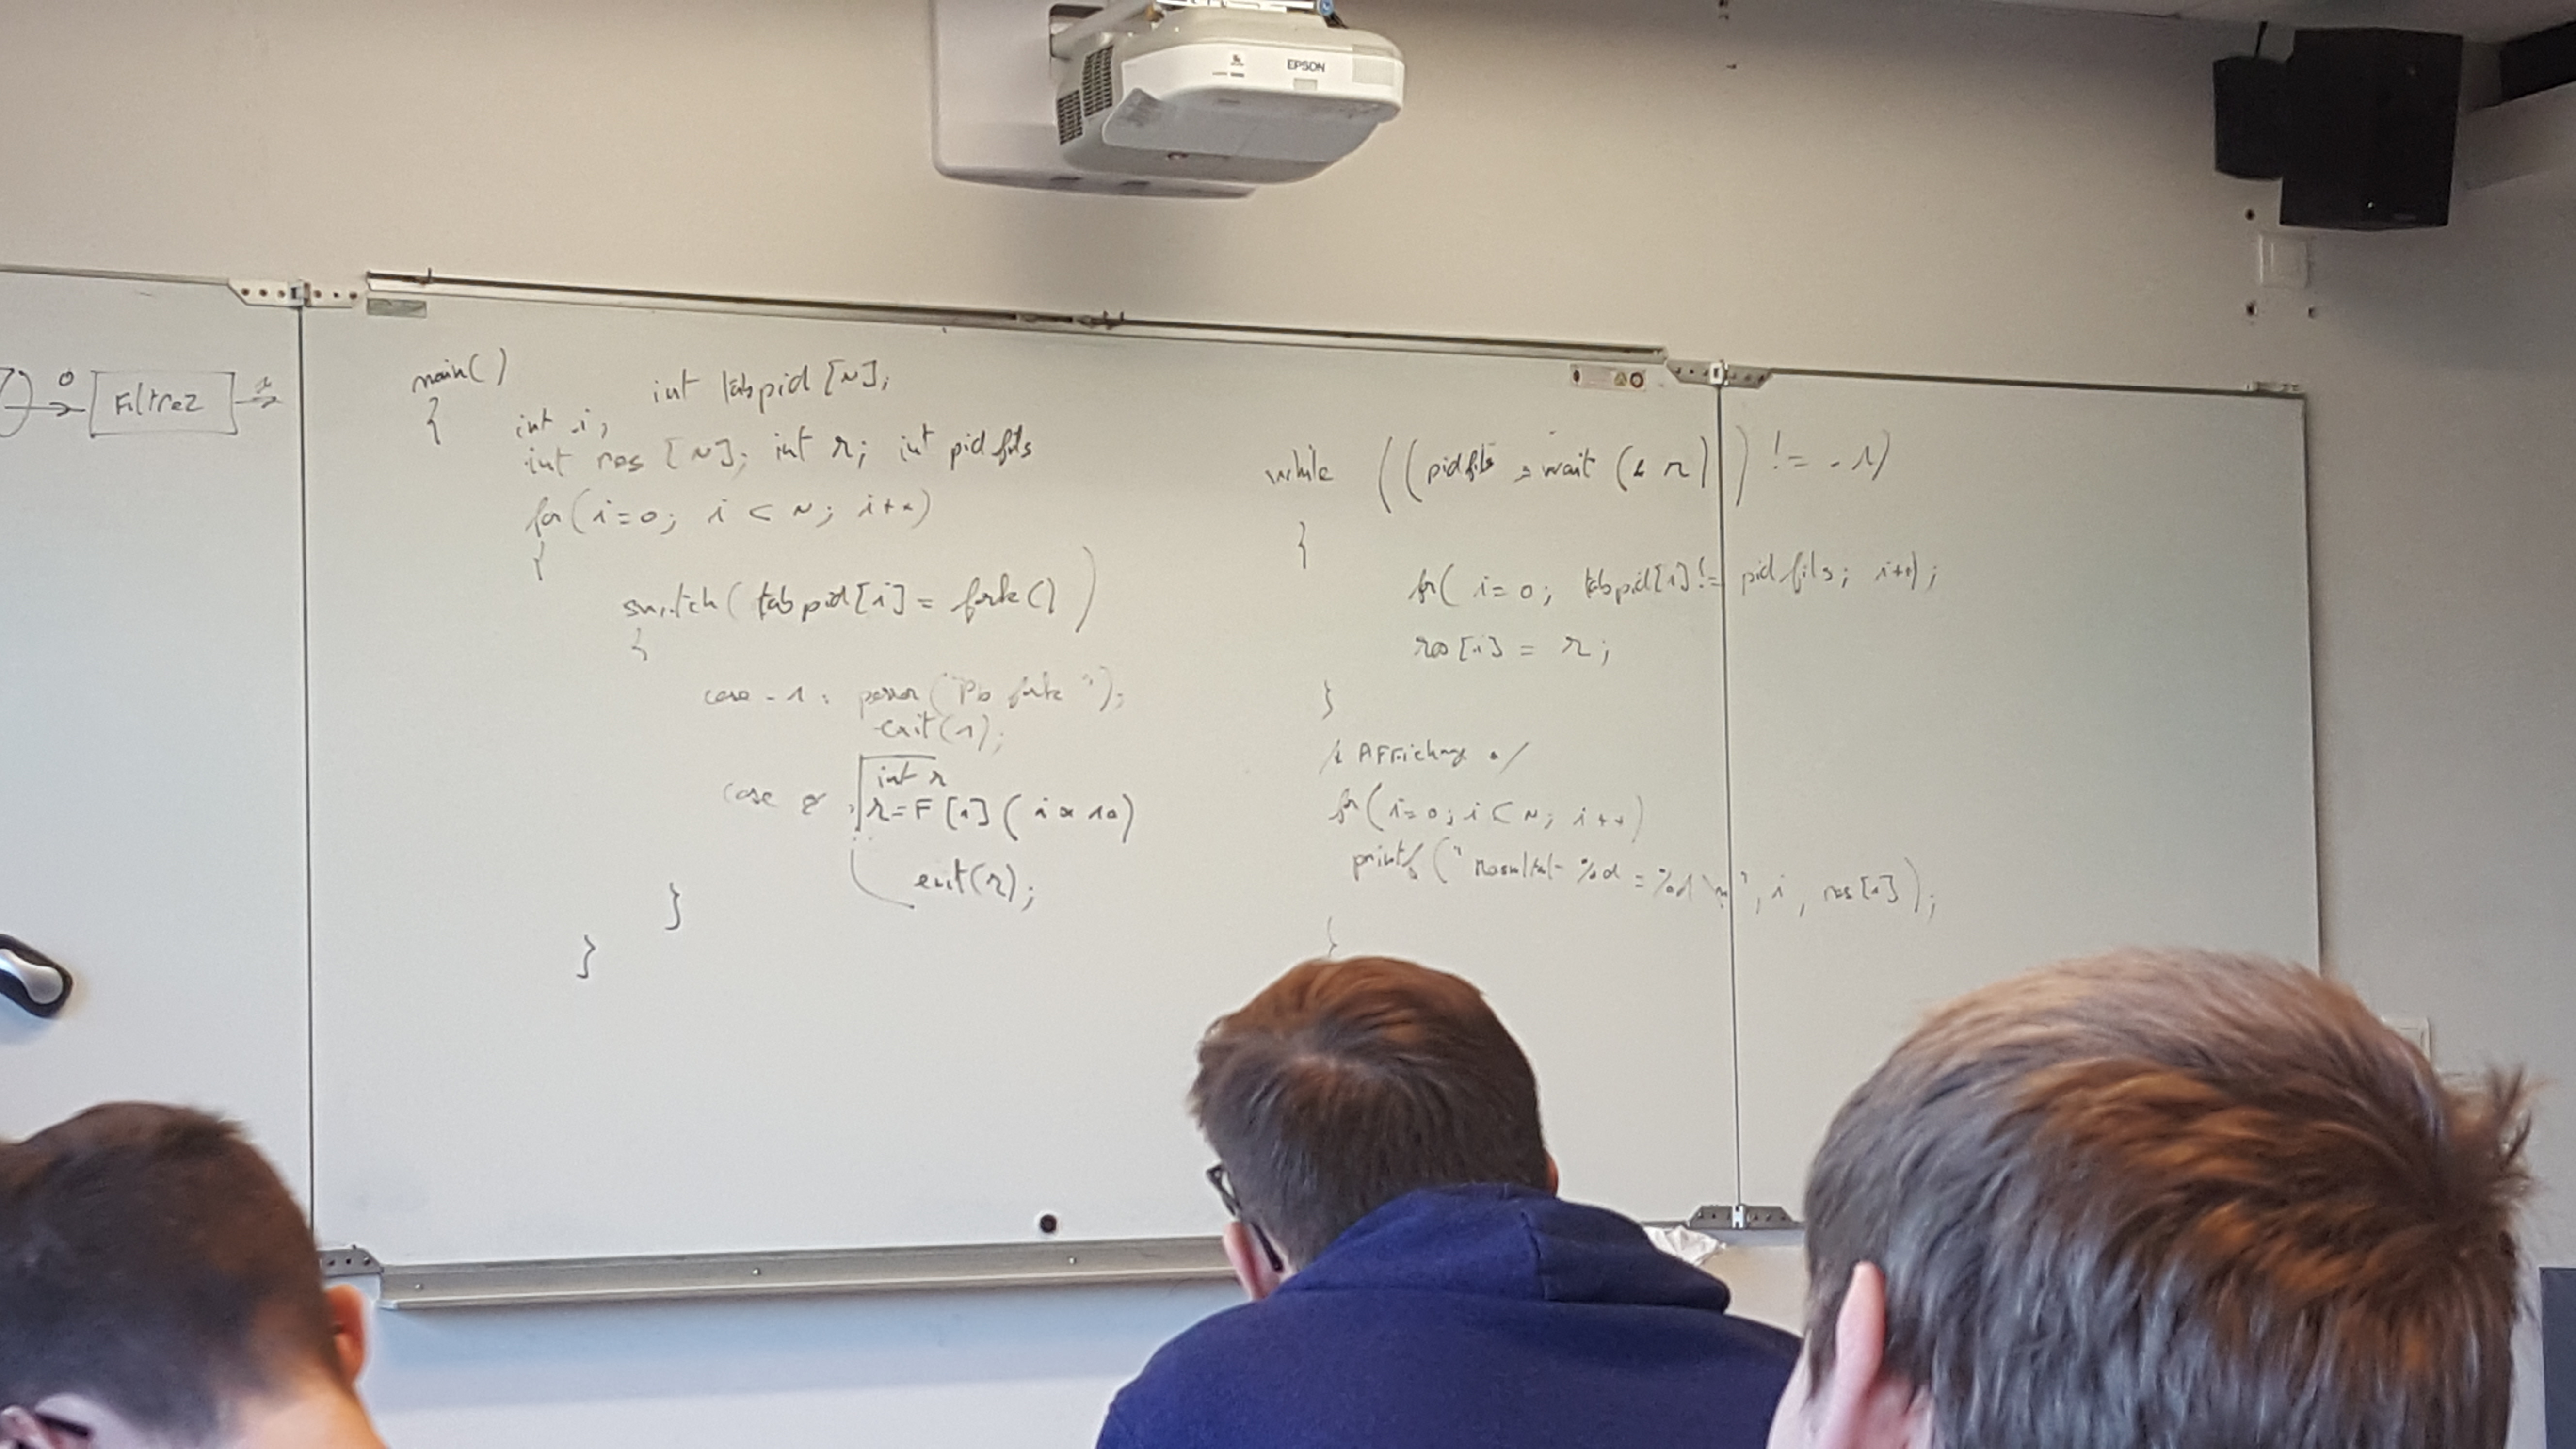 EPSON
0
Filtre2
1
main()
{
int i;
int tabpid [N];
int res [N]; int r; int pidfils
for(i=0; i < N; i++)
{
switch( tabpid[i] = fork() )
{
case -1 : perror("Pb fork");
exit(1);
int r
case 0 : r=F[i](i*10)
exit(r);
}
}
while ((pidfils = wait (& r)) != -1)
{
for( i=0; tabpid[i] != pidfils; i++);
res[i] = r;
}
/* AFFichage */
for(i=0; i < N; i++)
printf("resultat %d = %d \n", i, res[i]);
}